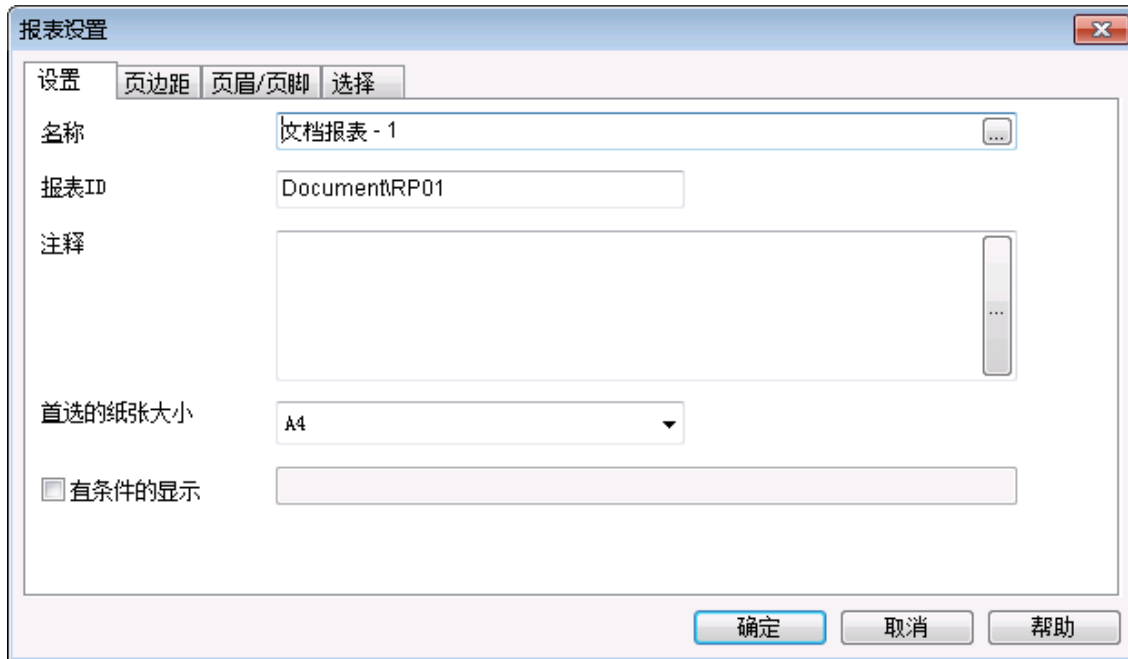 报表设置
设置 页边距 页眉/页脚 选择
名称 文档报表 - 1 ...
报表ID Document\RP01
注释 ...
首选的纸张大小 A4
有条件的显示
确定 取消 帮助